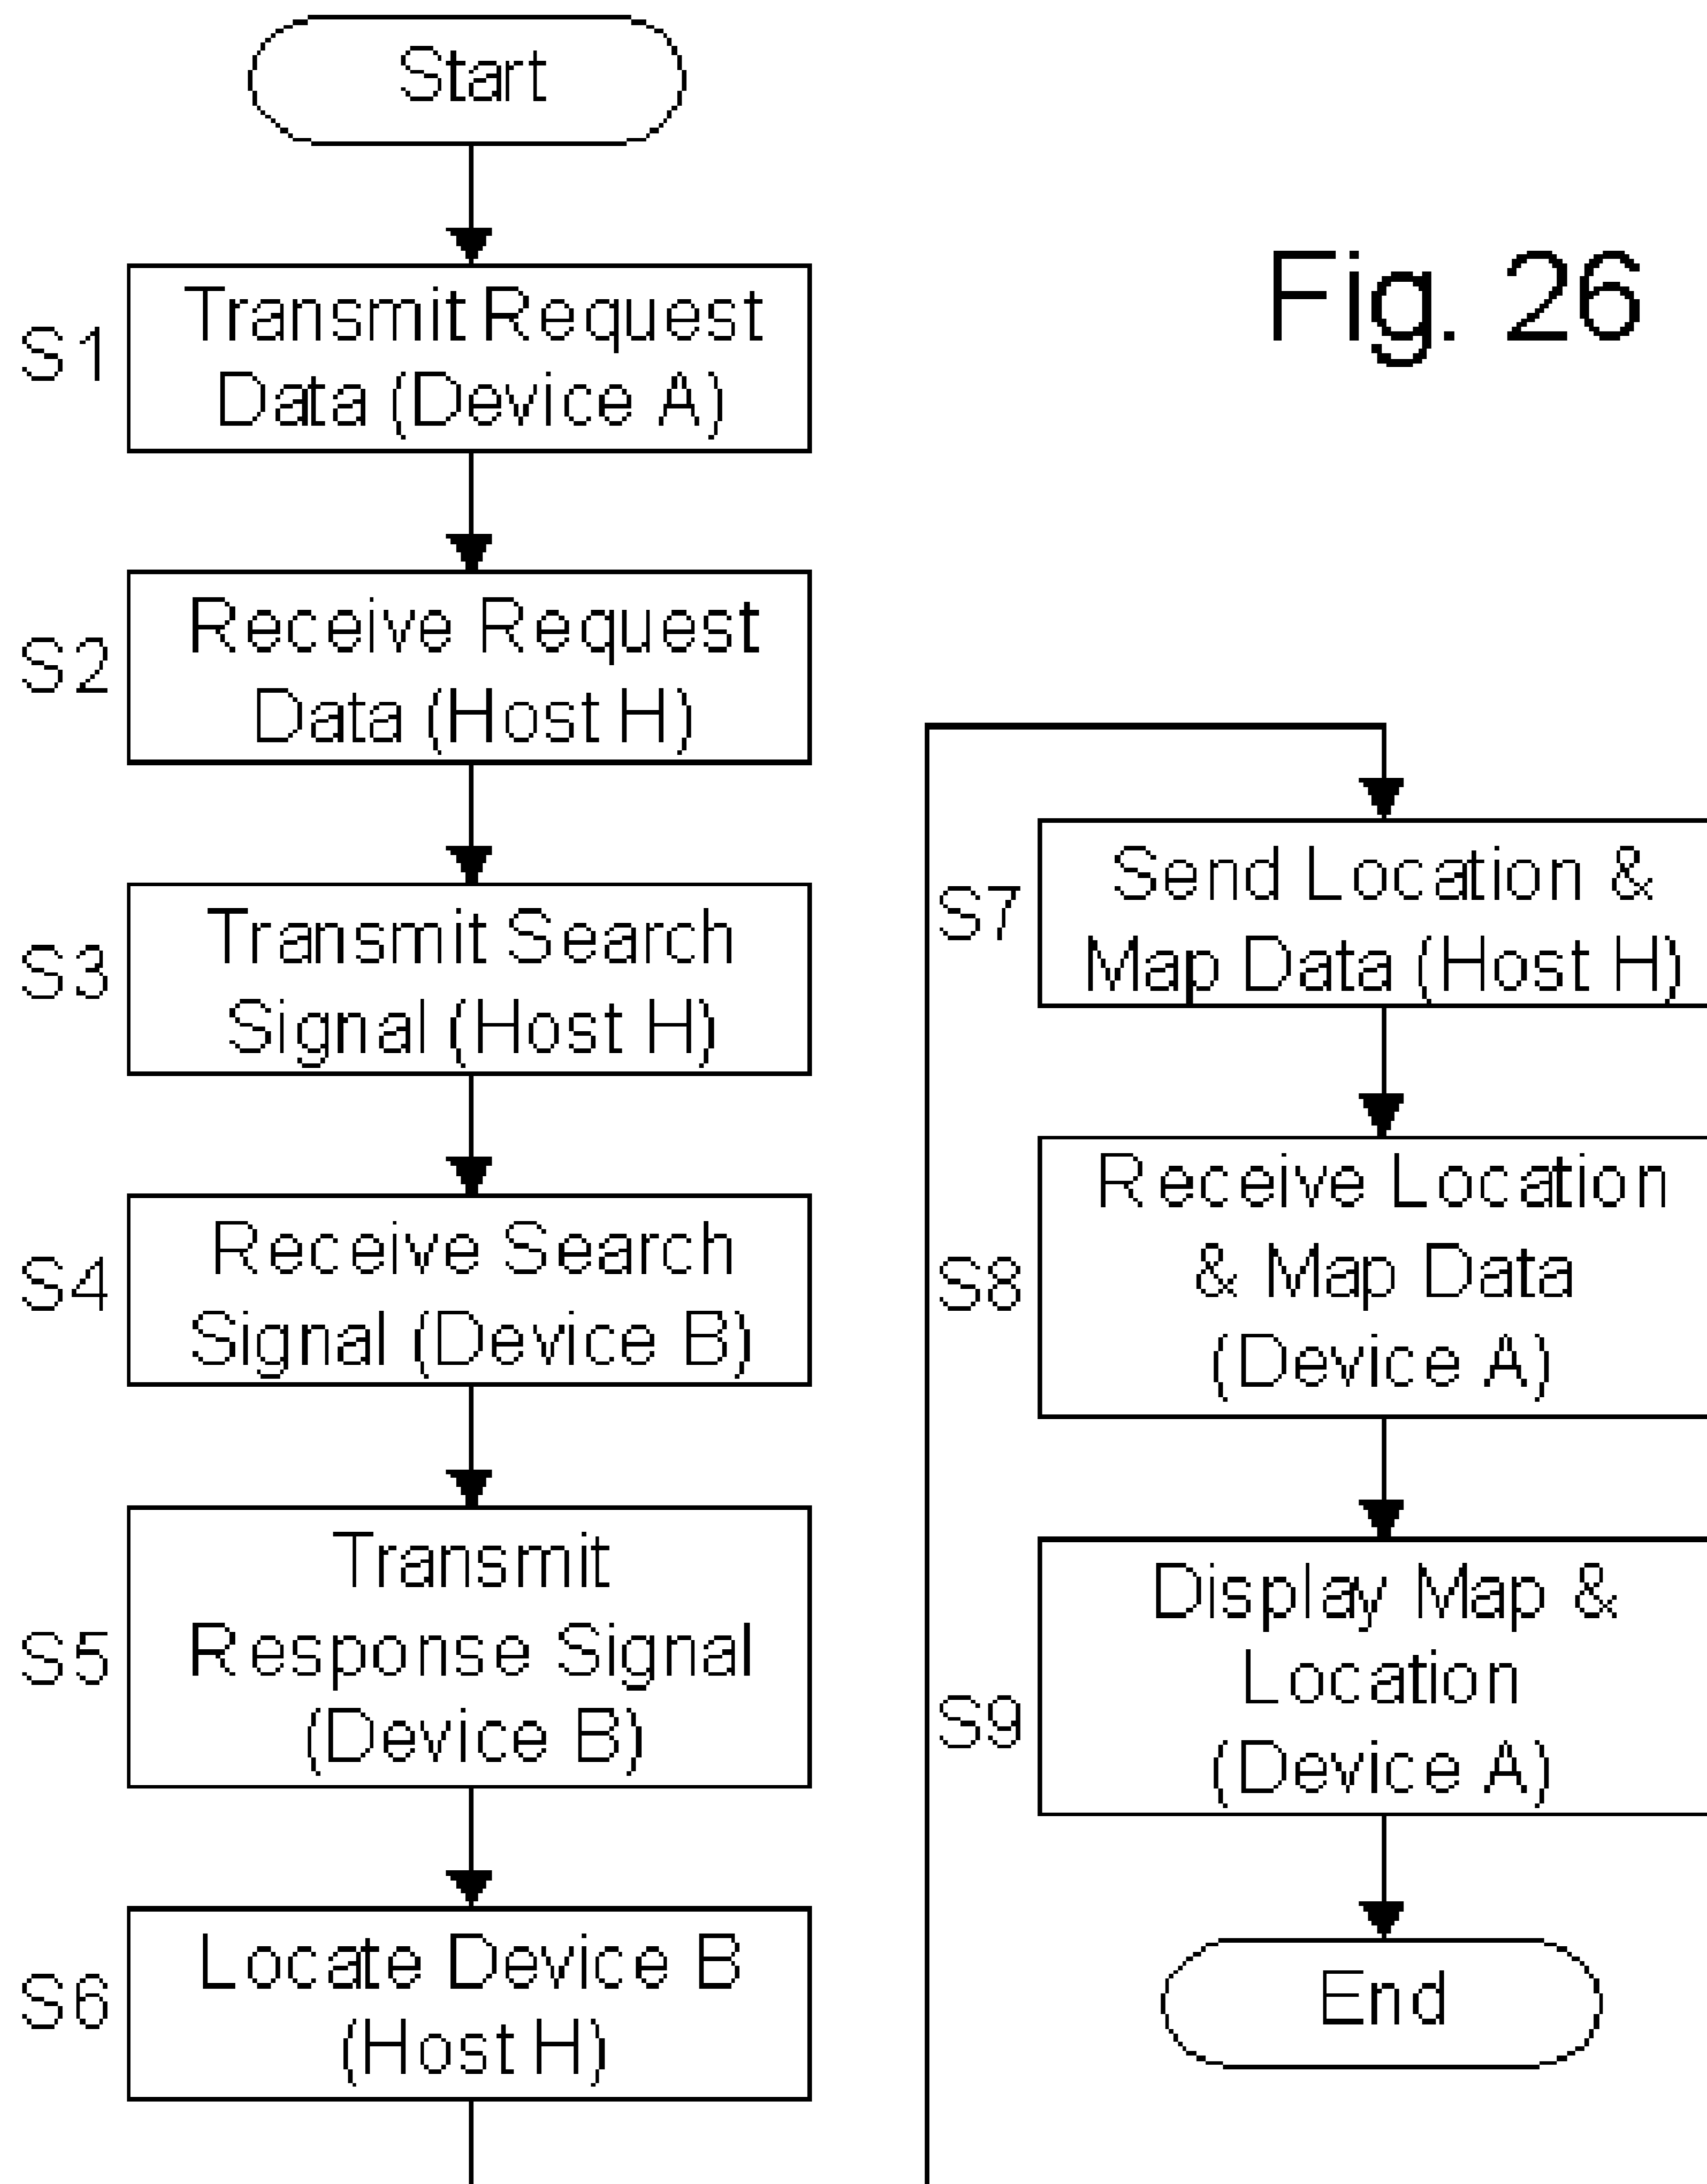 Start
Fig. 26
S1
Transmit Request
Data (Device A)
S2
Receive Request
Data (Host H)
S3
Transmit Search
Signal (Host H)
S4
Receive Search
Signal (Device B)
S5
Transmit
Response Signal
(Device B)
S6
Locate Device B
(Host H)
S7
Send Location &
Map Data (Host H)
S8
Receive Location
& Map Data
(Device A)
S9
Display Map &
Location
(Device A)
End